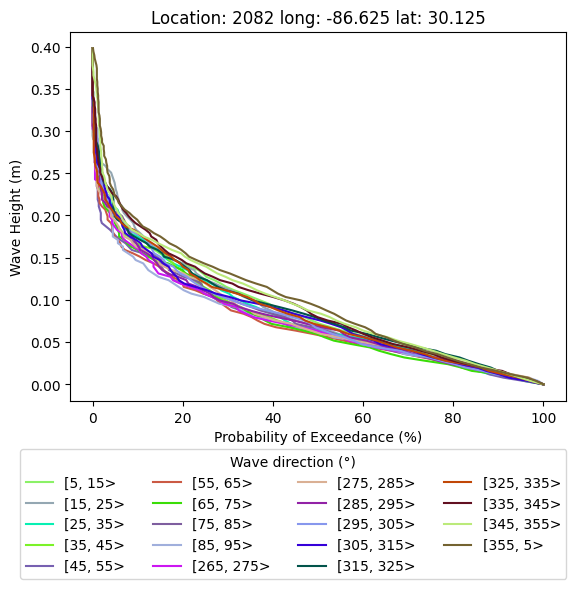 Location: 2082 long: -86.625 lat: 30.125
Wave Height (m)
0.40
0.35
0.30
0.25
0.20
0.15
0.10
0.05
0.00
0 20 40 60 80 100
Probability of Exceedance (%)
Wave direction (°)
[5, 15> [55, 65> [275, 285> [325, 335>
[15, 25> [65, 75> [285, 295> [335, 345>
[25, 35> [75, 85> [295, 305> [345, 355>
[35, 45> [85, 95> [305, 315> [355, 5>
[45, 55> [265, 275> [315, 325>